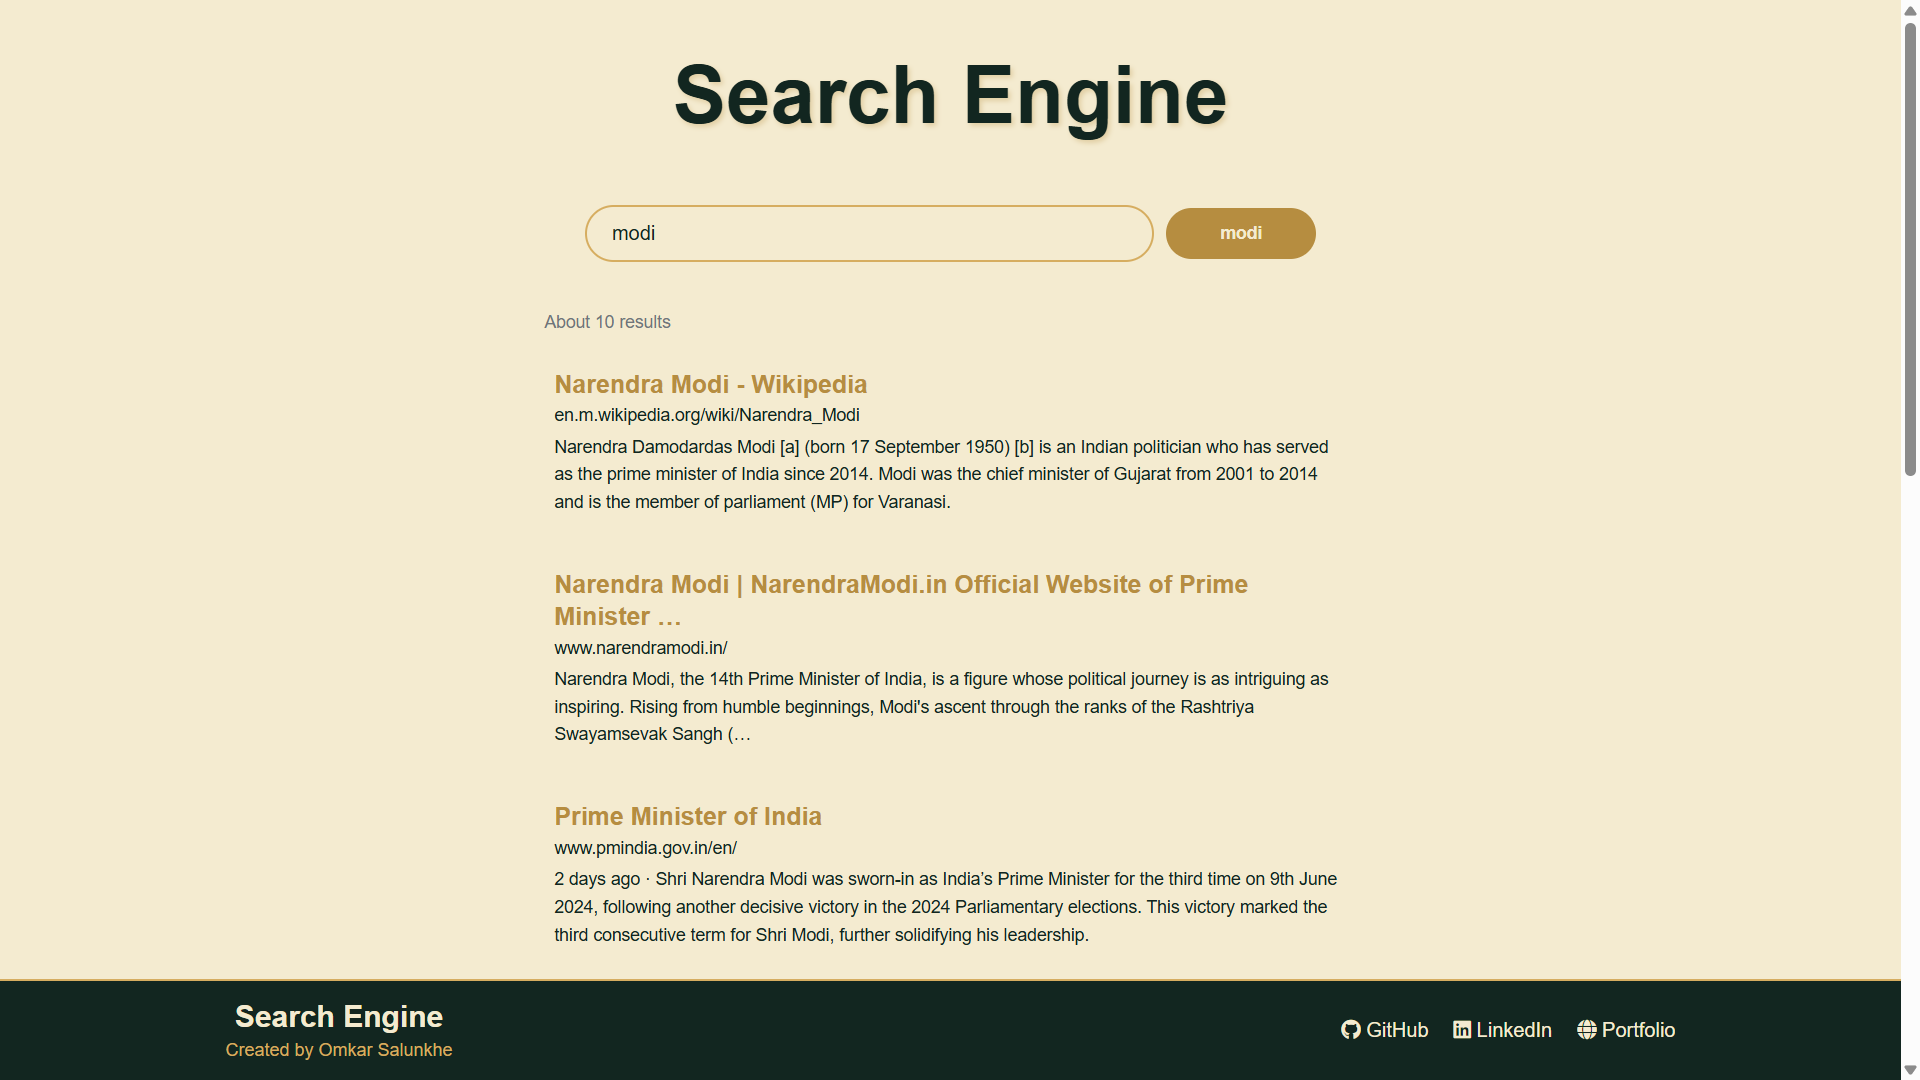 Search Engine
modi
modi
About 10 results
Narendra Modi - Wikipedia
en.m.wikipedia.org/wiki/Narendra_Modi
Narendra Damodardas Modi [a] (born 17 September 1950) [b] is an Indian politician who has served
as the prime minister of India since 2014. Modi was the chief minister of Gujarat from 2001 to 2014
and is the member of parliament (MP) for Varanasi.
Narendra Modi | NarendraModi.in Official Website of Prime
Minister …
www.narendramodi.in/
Narendra Modi, the 14th Prime Minister of India, is a figure whose political journey is as intriguing as
inspiring. Rising from humble beginnings, Modi's ascent through the ranks of the Rashtriya
Swayamsevak Sangh (…
Prime Minister of India
www.pmindia.gov.in/en/
2 days ago · Shri Narendra Modi was sworn-in as India’s Prime Minister for the third time on 9th June
2024, following another decisive victory in the 2024 Parliamentary elections. This victory marked the
third consecutive term for Shri Modi, further solidifying his leadership.
Search Engine
Created by Omkar Salunkhe
GitHub
LinkedIn
Portfolio